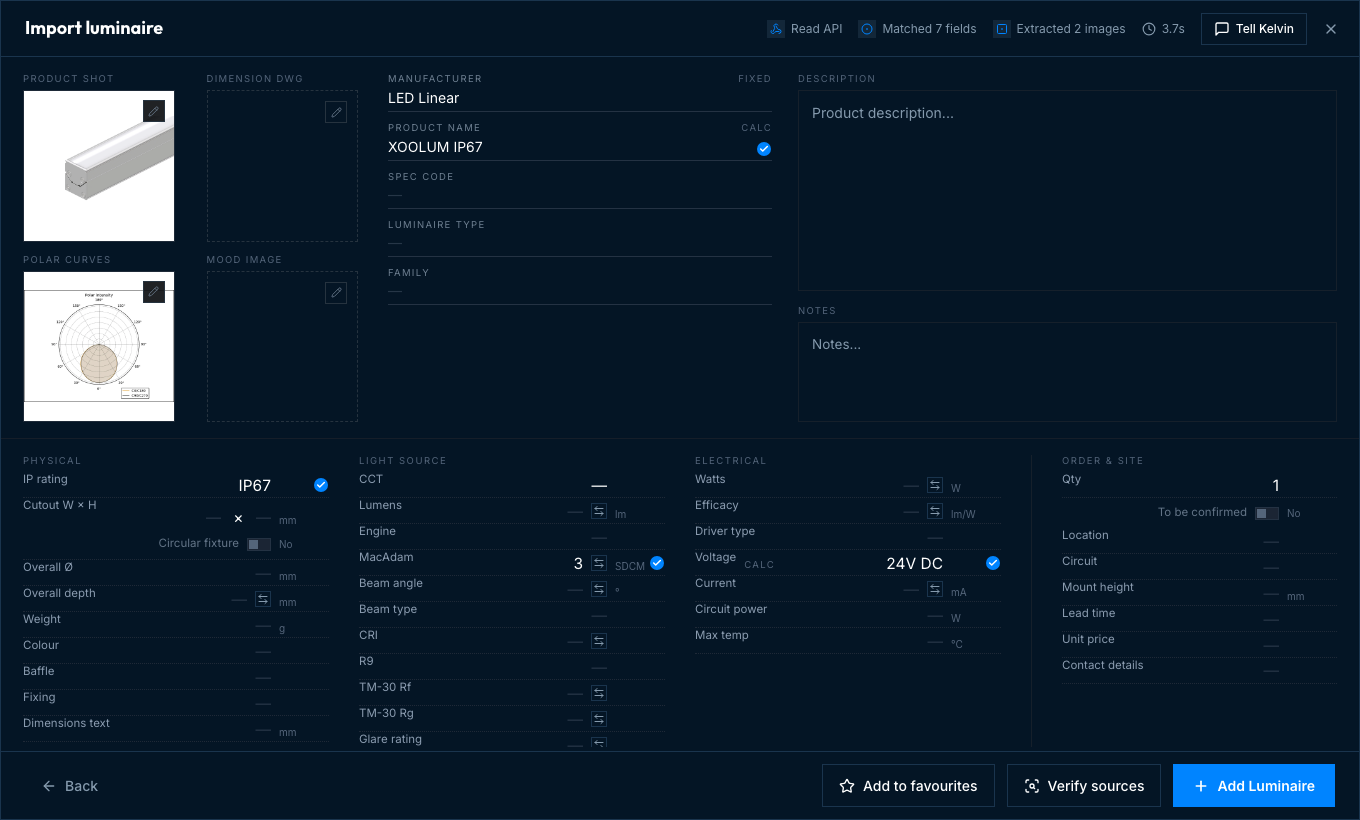 Import luminaire
Read API
Matched 7 fields
Extracted 2 images
3.7s
Tell Kelvin
PRODUCT SHOT
DIMENSION DWG
POLAR CURVES
Polar Intensity
MOOD IMAGE
MANUFACTURER FIXED
LED Linear
PRODUCT NAME CALC
XOOLUM IP67
SPEC CODE
—
LUMINAIRE TYPE
—
FAMILY
—
DESCRIPTION
Product description...
NOTES
Notes...
PHYSICAL
IP rating IP67
Cutout W × H
— × — mm
Circular fixture No
Overall Ø — mm
Overall depth — mm
Weight — g
Colour —
Baffle —
Fixing —
Dimensions text — mm
LIGHT SOURCE
CCT —
Lumens — lm
Engine —
MacAdam 3 SDCM
Beam angle — °
Beam type —
CRI —
R9 —
TM-30 Rf —
TM-30 Rg —
Glare rating —
ELECTRICAL
Watts — W
Efficacy — lm/W
Driver type —
Voltage CALC 24V DC
Current — mA
Circuit power — W
Max temp — °C
ORDER & SITE
Qty 1
To be confirmed No
Location —
Circuit —
Mount height — mm
Lead time —
Unit price —
Contact details —
Back
Add to favourites
Verify sources
Add Luminaire